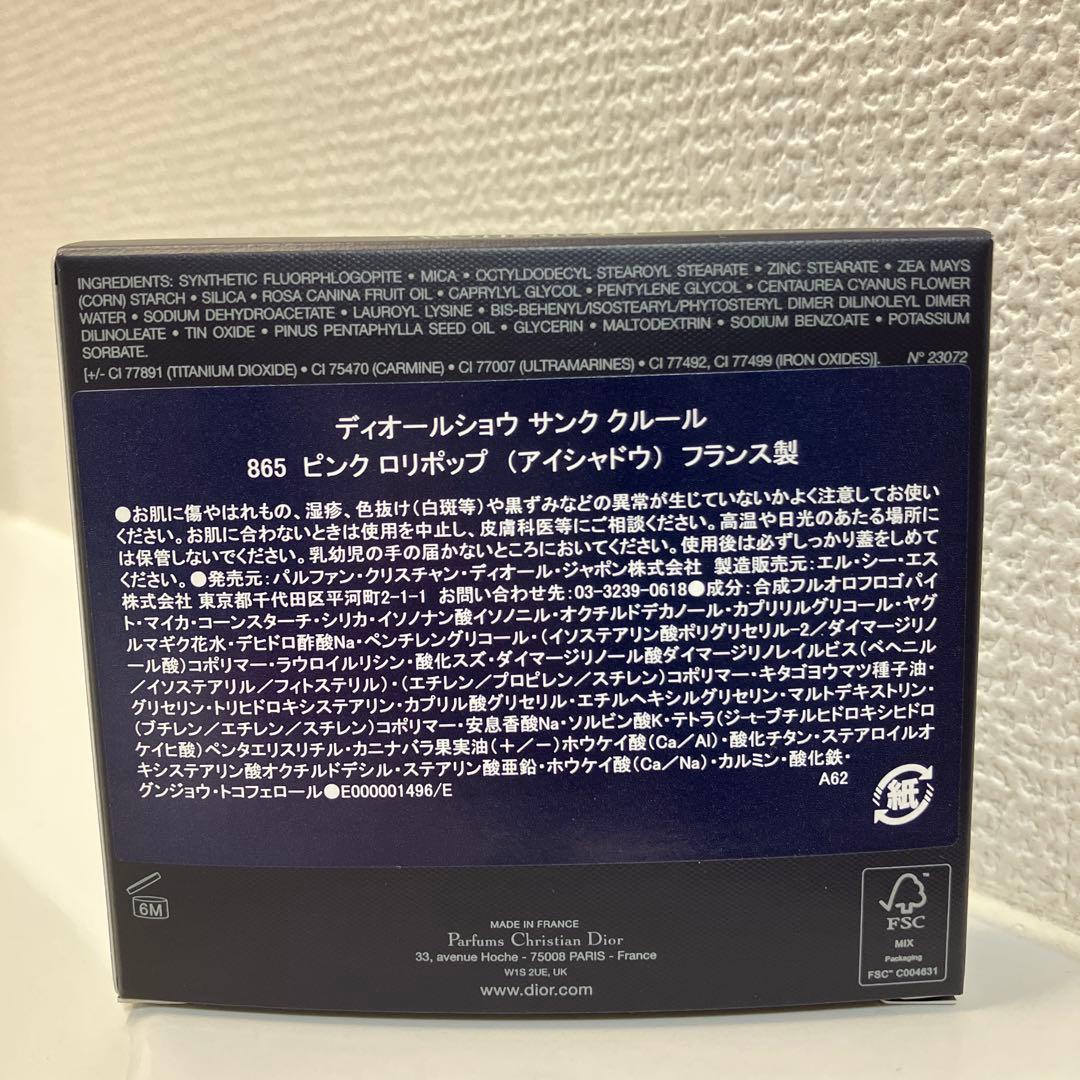 INGREDIENTS: SYNTHETIC FLUORPHLOGOPITE • MICA • OCTYLDODECYL STEAROYL STEARATE • ZINC STEARATE • ZEA MAYS
(CORN) STARCH • SILICA • ROSA CANINA FRUIT OIL • CAPRYLYL GLYCOL • PENTYLENE GLYCOL • CENTAUREA CYANUS FLOWER
WATER • SODIUM DEHYDROACETATE • LAUROYL LYSINE • BIS-BEHENYL/ISOSTEARYL/PHYTOSTERYL DIMER DILINOLEYL DIMER
DILINOLEATE • TIN OXIDE • PINUS PENTAPHYLLA SEED OIL • GLYCERIN • MALTODEXTRIN • SODIUM BENZOATE • POTASSIUM
SORBATE.
[+/- CI 77891 (TITANIUM DIOXIDE) • CI 75470 (CARMINE) • CI 77007 (ULTRAMARINES) • CI 77492, CI 77499 (IRON OXIDES)]. N° 23072
ディオールショウ サンク クルール
865 ピンク ロリポップ （アイシャドウ） フランス製
●お肌に傷やはれもの、湿疹、色抜け（白斑等）や黒ずみなどの異常が生じていないかよく注意してお使い
ください。お肌に合わないときは使用を中止し、皮膚科医等にご相談ください。高温や日光のあたる場所に
は保管しないでください。乳幼児の手の届かないところにおいてください。使用後は必ずしっかり蓋をしめて
ください。●発売元：パルファン・クリスチャン・ディオール・ジャポン株式会社 製造販売元：エル・シー・エス
株式会社 東京都千代田区平河町2-1-1 お問い合わせ先：03-3239-0618●成分：合成フルオロフロゴパイ
ト・マイカ・コーンスターチ・シリカ・イソノナン酸イソノニル・オクチルドデカノール・カプリリルグリコール・ヤグ
ルマギク花水・デヒドロ酢酸Na・ペンチレングリコール・（イソステアリン酸ポリグリセリル-2／ダイマージリノ
ール酸）コポリマー・ラウロイルリシン・酸化スズ・ダイマージリノール酸ダイマージリノレイルビス（ベヘニル
／イソステアリル／フィトステリル）・（エチレン／プロピレン／スチレン）コポリマー・キタゴヨウマツ種子油・
グリセリン・トリヒドロキシステアリン・カプリル酸グリセリル・エチルヘキシルグリセリン・マルトデキストリン・
（ブチレン／エチレン／スチレン）コポリマー・安息香酸Na・ソルビン酸K・テトラ（ジ-t-ブチルヒドロキシヒドロ
オケイヒ酸）ペンタエリスリチル・カニナバラ果実油（＋／－）ホウケイ酸（Ca／Al）・酸化チタン・ステアロイルオ
キシステアリン酸オクチルドデシル・ステアリン酸亜鉛・ホウケイ酸（Ca／Na）・カルミン・酸化鉄・
グンジョウ・トコフェロール●E000001496/E A62
紙
6M
MADE IN FRANCE
Parfums Christian Dior
33, avenue Hoche - 75008 PARIS - France
W1S 2UE, UK
www.dior.com
FSC™
MIX
Packaging
FSC™ C004631